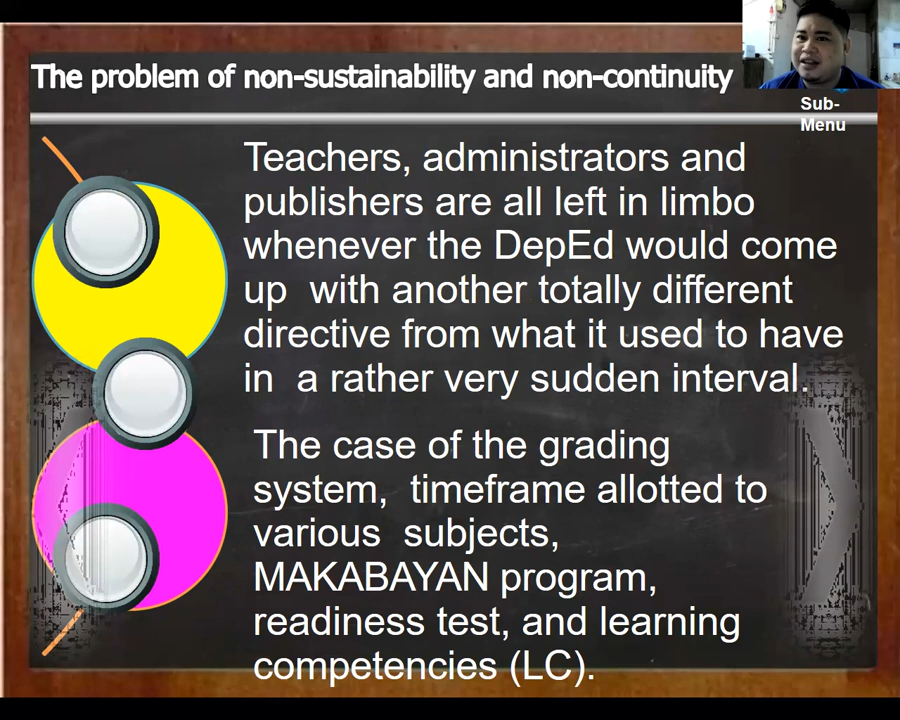 The problem of non-sustainability and non-continuity
Sub-
Menu
Teachers, administrators and
publishers are all left in limbo
whenever the DepEd would come
up with another totally different
directive from what it used to have
in a rather very sudden interval.
The case of the grading
system, timeframe allotted to
various subjects,
MAKABAYAN program,
readiness test, and learning
competencies (LC).